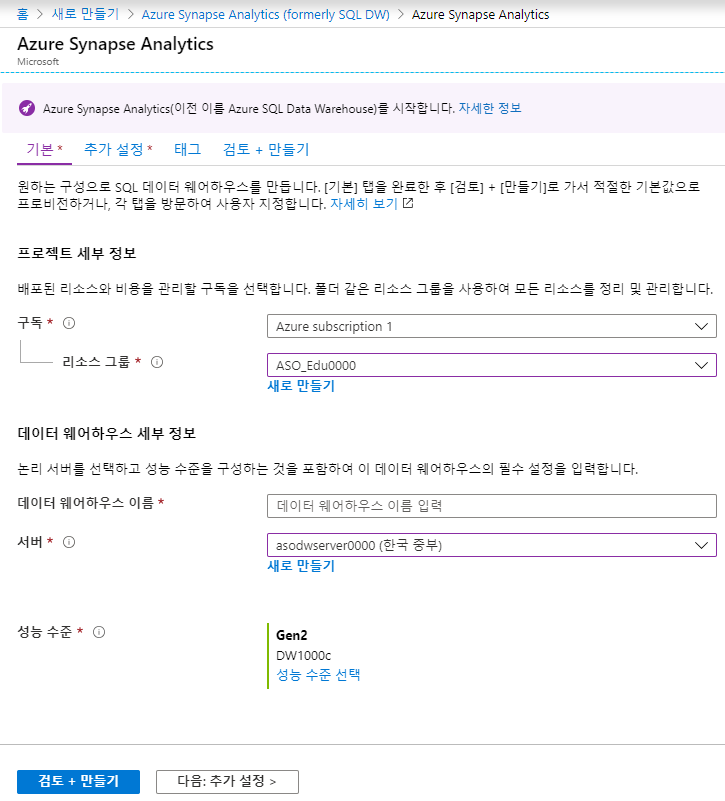 홈 > 새로 만들기 > Azure Synapse Analytics (formerly SQL DW) > Azure Synapse Analytics
Azure Synapse Analytics
Microsoft
Azure Synapse Analytics(이전 이름 Azure SQL Data Warehouse)를 시작합니다. 자세한 정보
기본 * 추가 설정 * 태그 검토 + 만들기
원하는 구성으로 SQL 데이터 웨어하우스를 만듭니다. [기본] 탭을 완료한 후 [검토] + [만들기]로 가서 적절한 기본값으로
프로비전하거나, 각 탭을 방문하여 사용자 지정합니다. 자세히 보기
프로젝트 세부 정보
배포된 리소스와 비용을 관리할 구독을 선택합니다. 폴더 같은 리소스 그룹을 사용하여 모든 리소스를 정리 및 관리합니다.
구독 * Azure subscription 1
리소스 그룹 * ASO_Edu0000
새로 만들기
데이터 웨어하우스 세부 정보
논리 서버를 선택하고 성능 수준을 구성하는 것을 포함하여 이 데이터 웨어하우스의 필수 설정을 입력합니다.
데이터 웨어하우스 이름 * 데이터 웨어하우스 이름 입력
서버 * asodwserver0000 (한국 중부)
새로 만들기
성능 수준 * Gen2
DW1000c
성능 수준 선택
검토 + 만들기 다음: 추가 설정 >